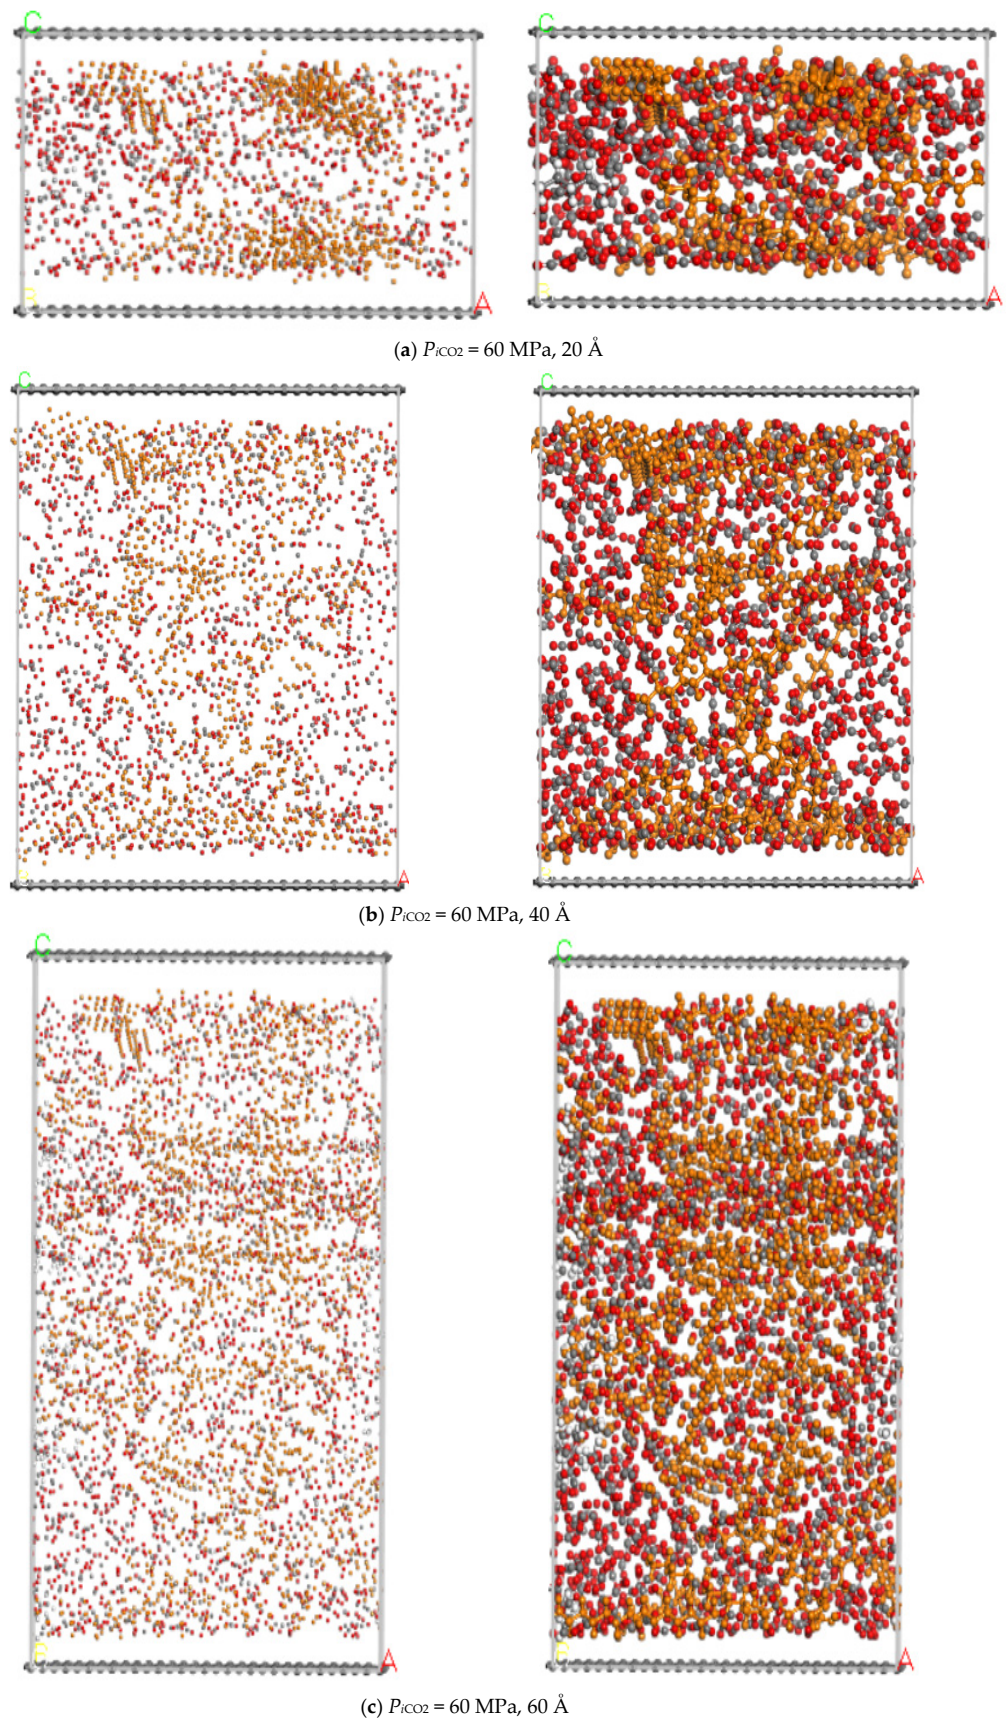 C C
B B
A A
(a) PiCO2 = 60 MPa, 20 Å
C C
B B
A A
(b) PiCO2 = 60 MPa, 40 Å
C C
A A
(c) PiCO2 = 60 MPa, 60 Å